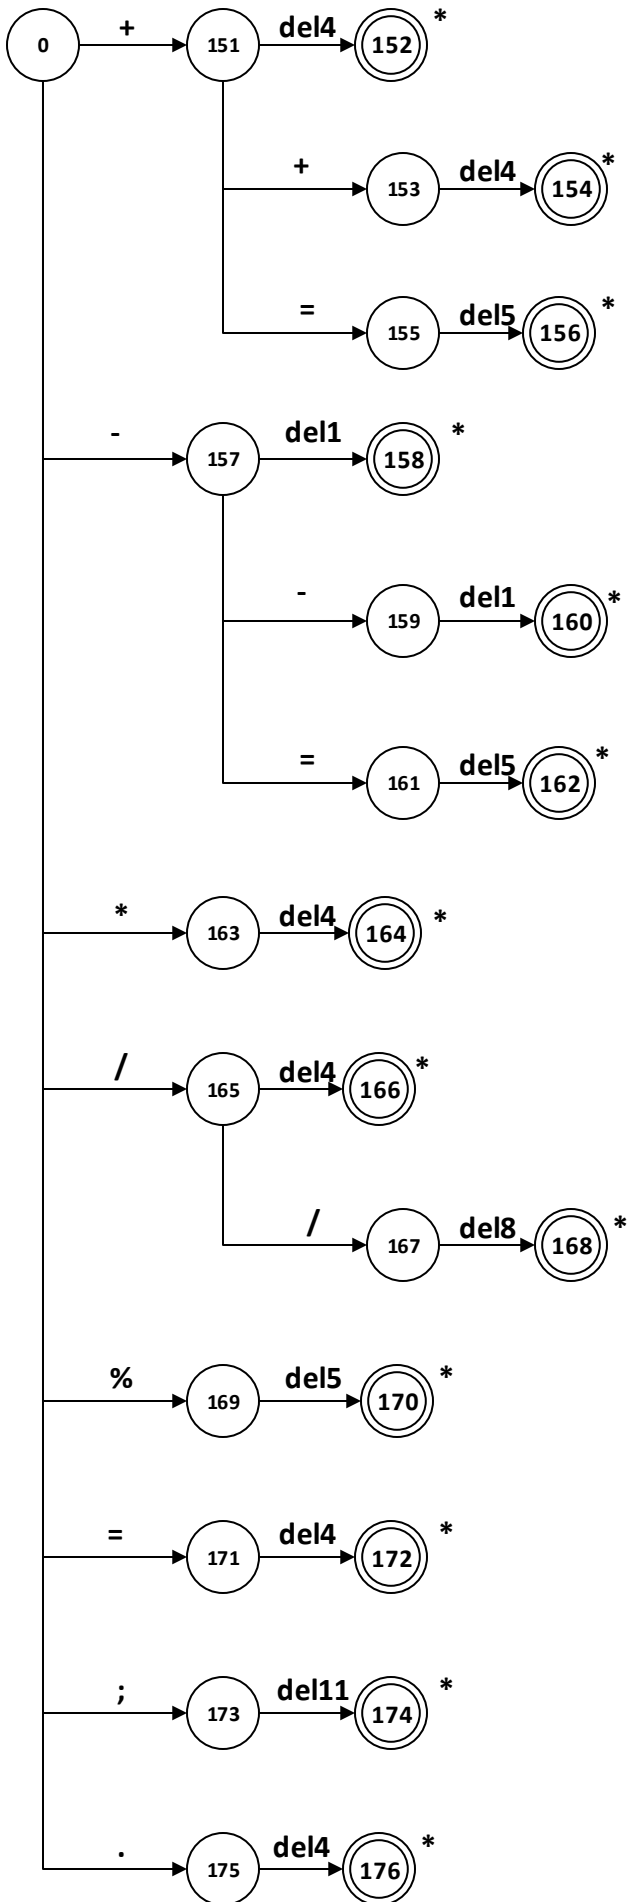 0 + 151 del4 152 *
+ 153 del4 154 *
= 155 del5 156 *
- 157 del1 158 *
- 159 del1 160 *
= 161 del5 162 *
* 163 del4 164 *
/ 165 del4 166 *
/ 167 del8 168 *
% 169 del5 170 *
= 171 del4 172 *
; 173 del11 174 *
. 175 del4 176 *